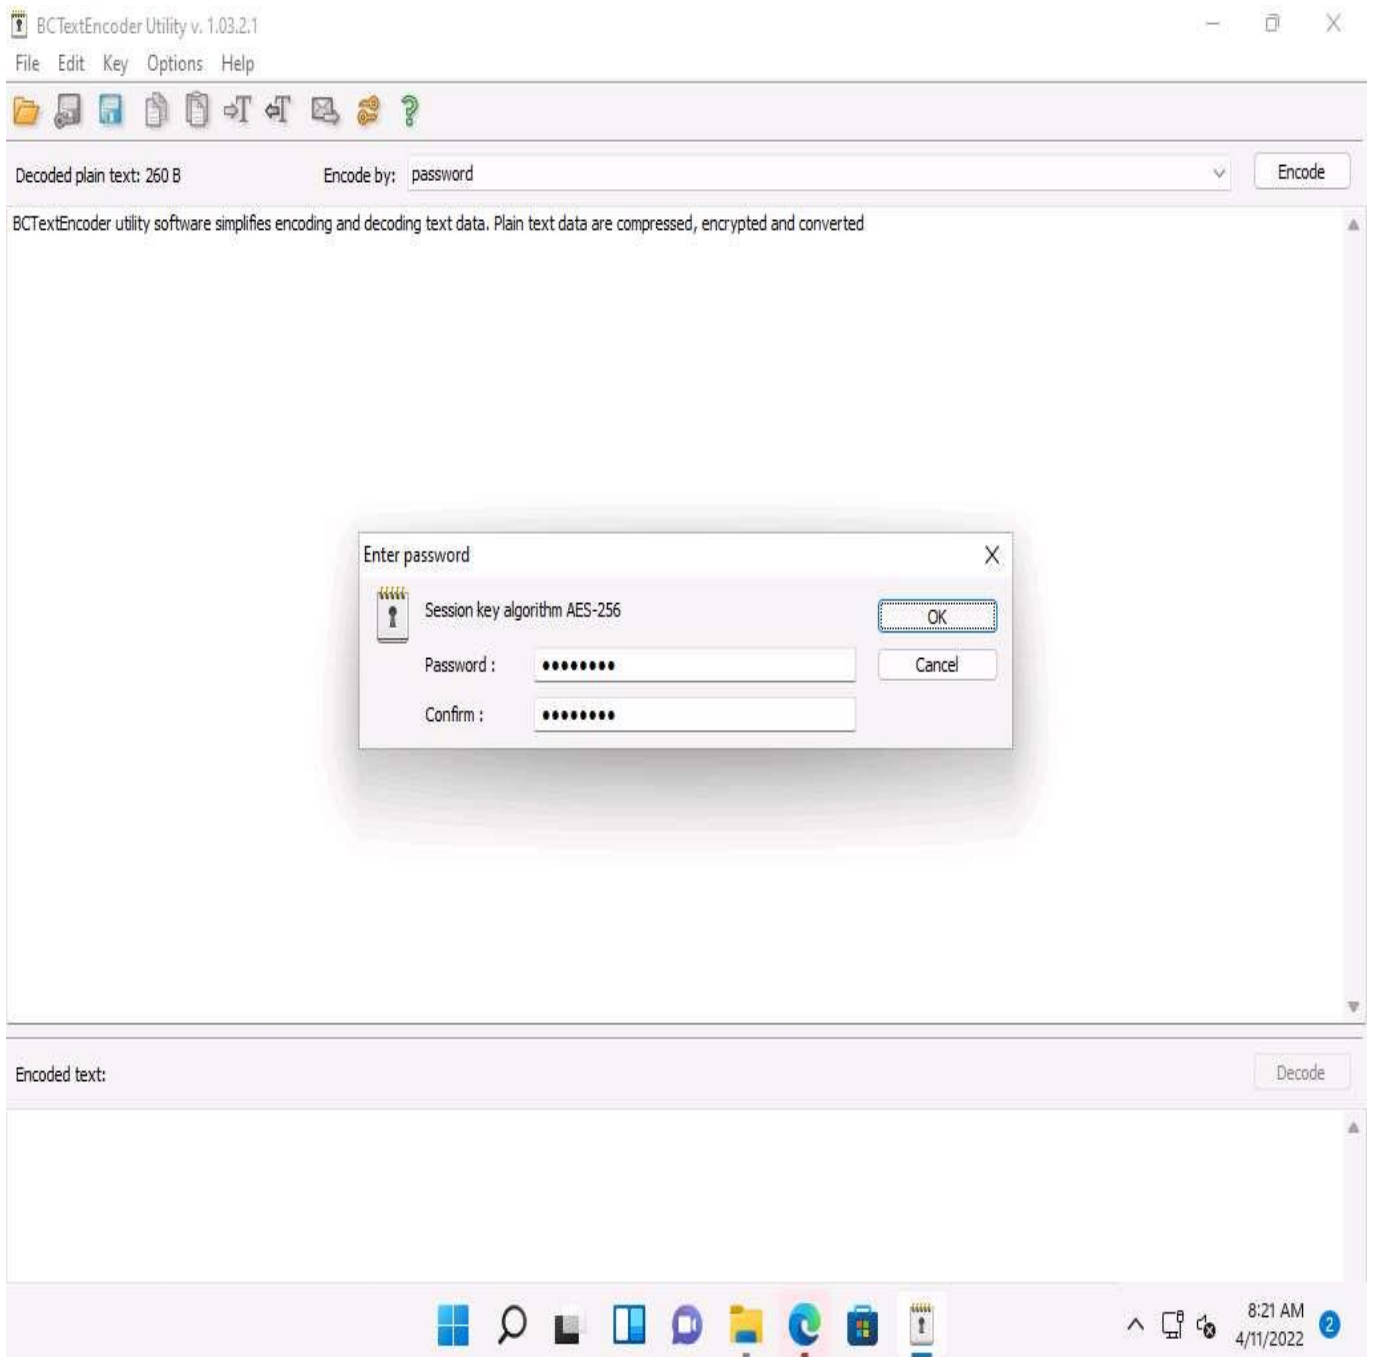 BCTextEncoder Utility v. 1.03.2.1
File Edit Key Options Help
Decoded plain text: 260 B Encode by: password Encode
BCTextEncoder utility software simplifies encoding and decoding text data. Plain text data are compressed, encrypted and converted
Enter password
Session key algorithm AES-256 OK
Password : •••••••• Cancel
Confirm : ••••••••
Encoded text: Decode
8:21 AM
4/11/2022 2